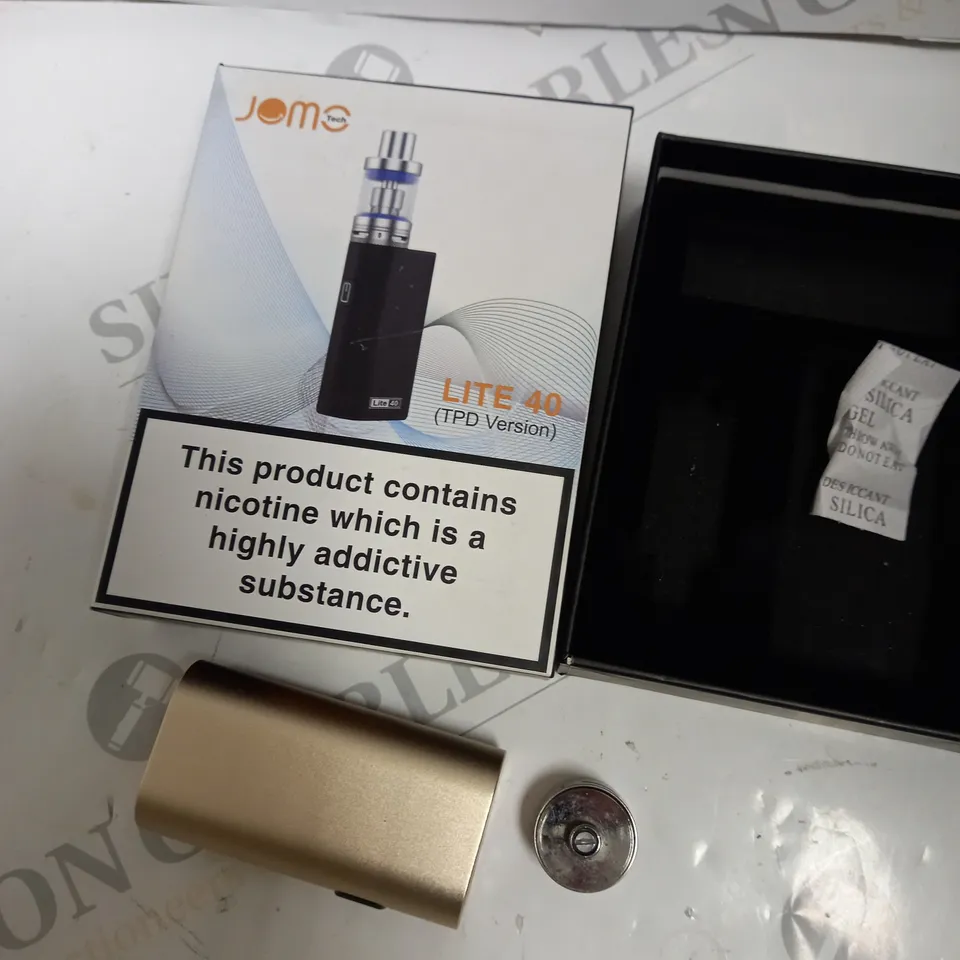 JOMO
Tech
LITE 40
(TPD Version)
Lite 40
This product contains
nicotine which is a
highly addictive
substance.
SILICA
GEL
DO NOT EAT
DESICCANT
SILICA